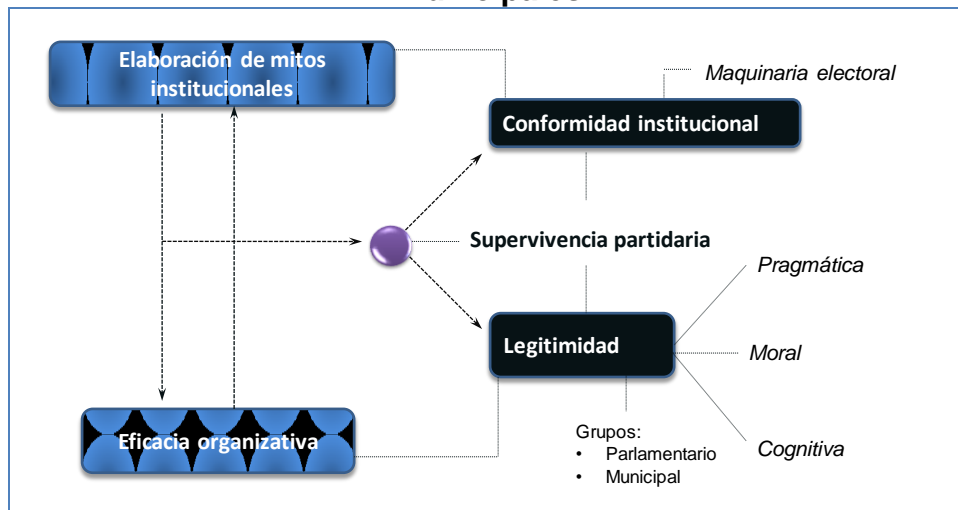 Elaboración de mitos
institucionales
Maquinaria electoral
Conformidad institucional
Supervivencia partidaria
Pragmática
Legitimidad
Moral
Eficacia organizativa
Grupos:
• Parlamentario
• Municipal
Cognitiva